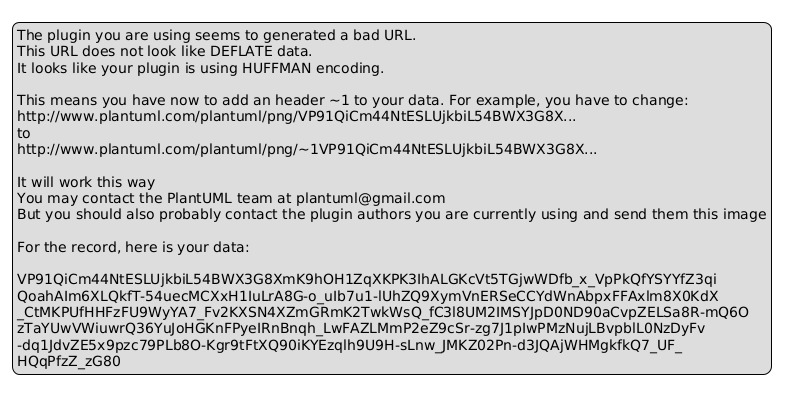 The plugin you are using seems to generated a bad URL.
This URL does not look like DEFLATE data.
It looks like your plugin is using HUFFMAN encoding.
This means you have now to add an header ~1 to your data. For example, you have to change:
http://www.plantuml.com/plantuml/png/VP91QiCm44NtESLUjkbiL54BWX3G8X...
to
http://www.plantuml.com/plantuml/png/~1VP91QiCm44NtESLUjkbiL54BWX3G8X...
It will work this way
You may contact the PlantUML team at plantuml@gmail.com
But you should also probably contact the plugin authors you are currently using and send them this image
For the record, here is your data:
VP91QiCm44NtESLUjkbiL54BWX3G8XmK9hOH1ZqXKPK3IhALGKcVt5TGjwWDfb_x_VpPkQfYSYYfZ3qi
QoahAIm6XLQkfT-54uecMCXxH1IuLrA8G-o_uIb7u1-lUhZQ9XymVnERSeCCYdWnAbpxFFAxIm8X0KdX
_CtMKPUfHHFzFU9WyYA7_Fv2KXSN4XZmGRmK2TwkWsQ_fC3l8UM2IMSYJpD0ND90aCvpZELSa8R-mQ6O
zTaYUwVWiuwrQ36YuJoHGKnFPyeIRnBnqh_LwFAZLMmP2eZ9cSr-zg7J1plwPMzNujLBvpblL0NzDyFv
-dq1JdvZE5x9pzc79PLb8O-Kgr9tFtXQ90iKYEzqlh9U9H-sLnw_JMKZ02Pn-d3JQAjWHMgkfkQ7_UF_
HQqPfzZ_zG80